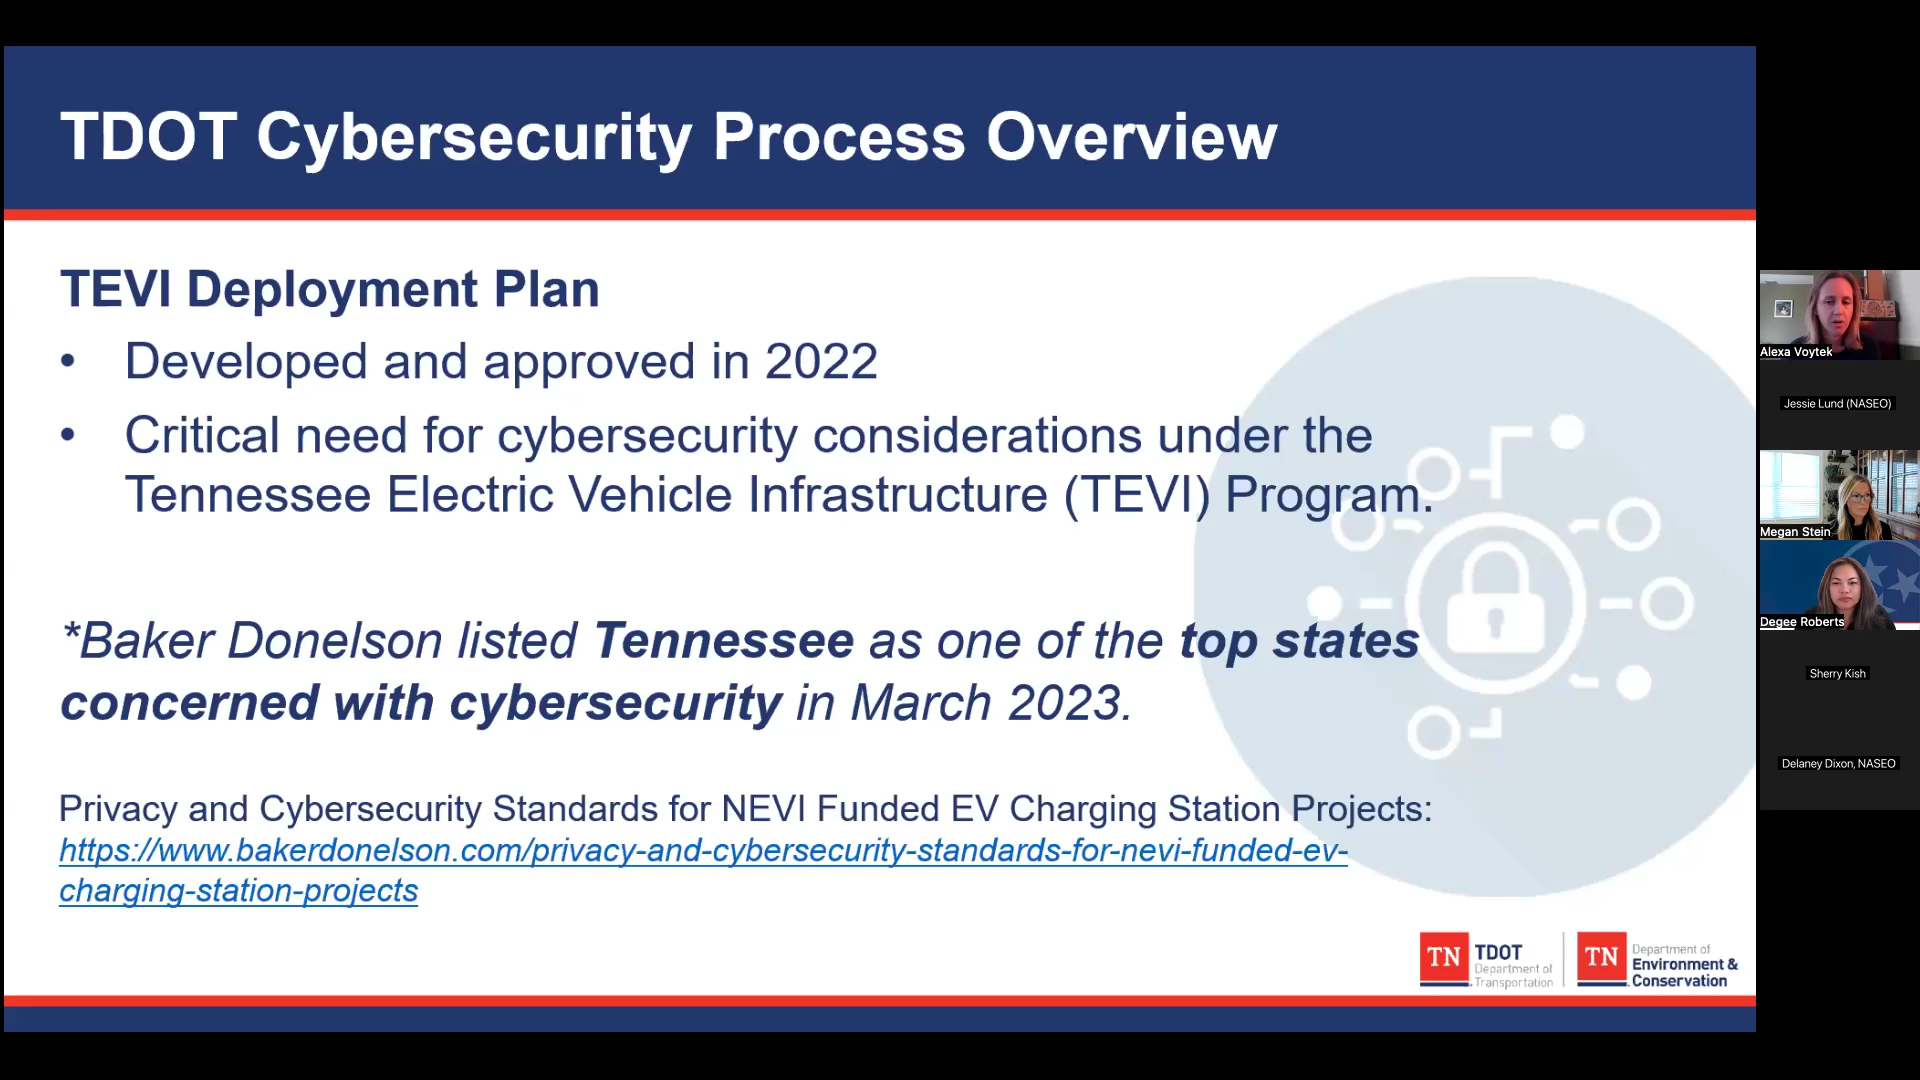 TDOT Cybersecurity Process Overview
TEVI Deployment Plan
• Developed and approved in 2022
• Critical need for cybersecurity considerations under the
Tennessee Electric Vehicle Infrastructure (TEVI) Program.
*Baker Donelson listed Tennessee as one of the top states
concerned with cybersecurity in March 2023.
Privacy and Cybersecurity Standards for NEVI Funded EV Charging Station Projects:
https://www.bakerdonelson.com/privacy-and-cybersecurity-standards-for-nevi-funded-ev-
charging-station-projects
TN
TDOT
Department of
Transportation
TN
Department of
Environment &
Conservation
Alexa Voytek
Jessie Lund (NASEO)
Megan Stein
Degee Roberts
Sherry Kish
Delaney Dixon, NASEO